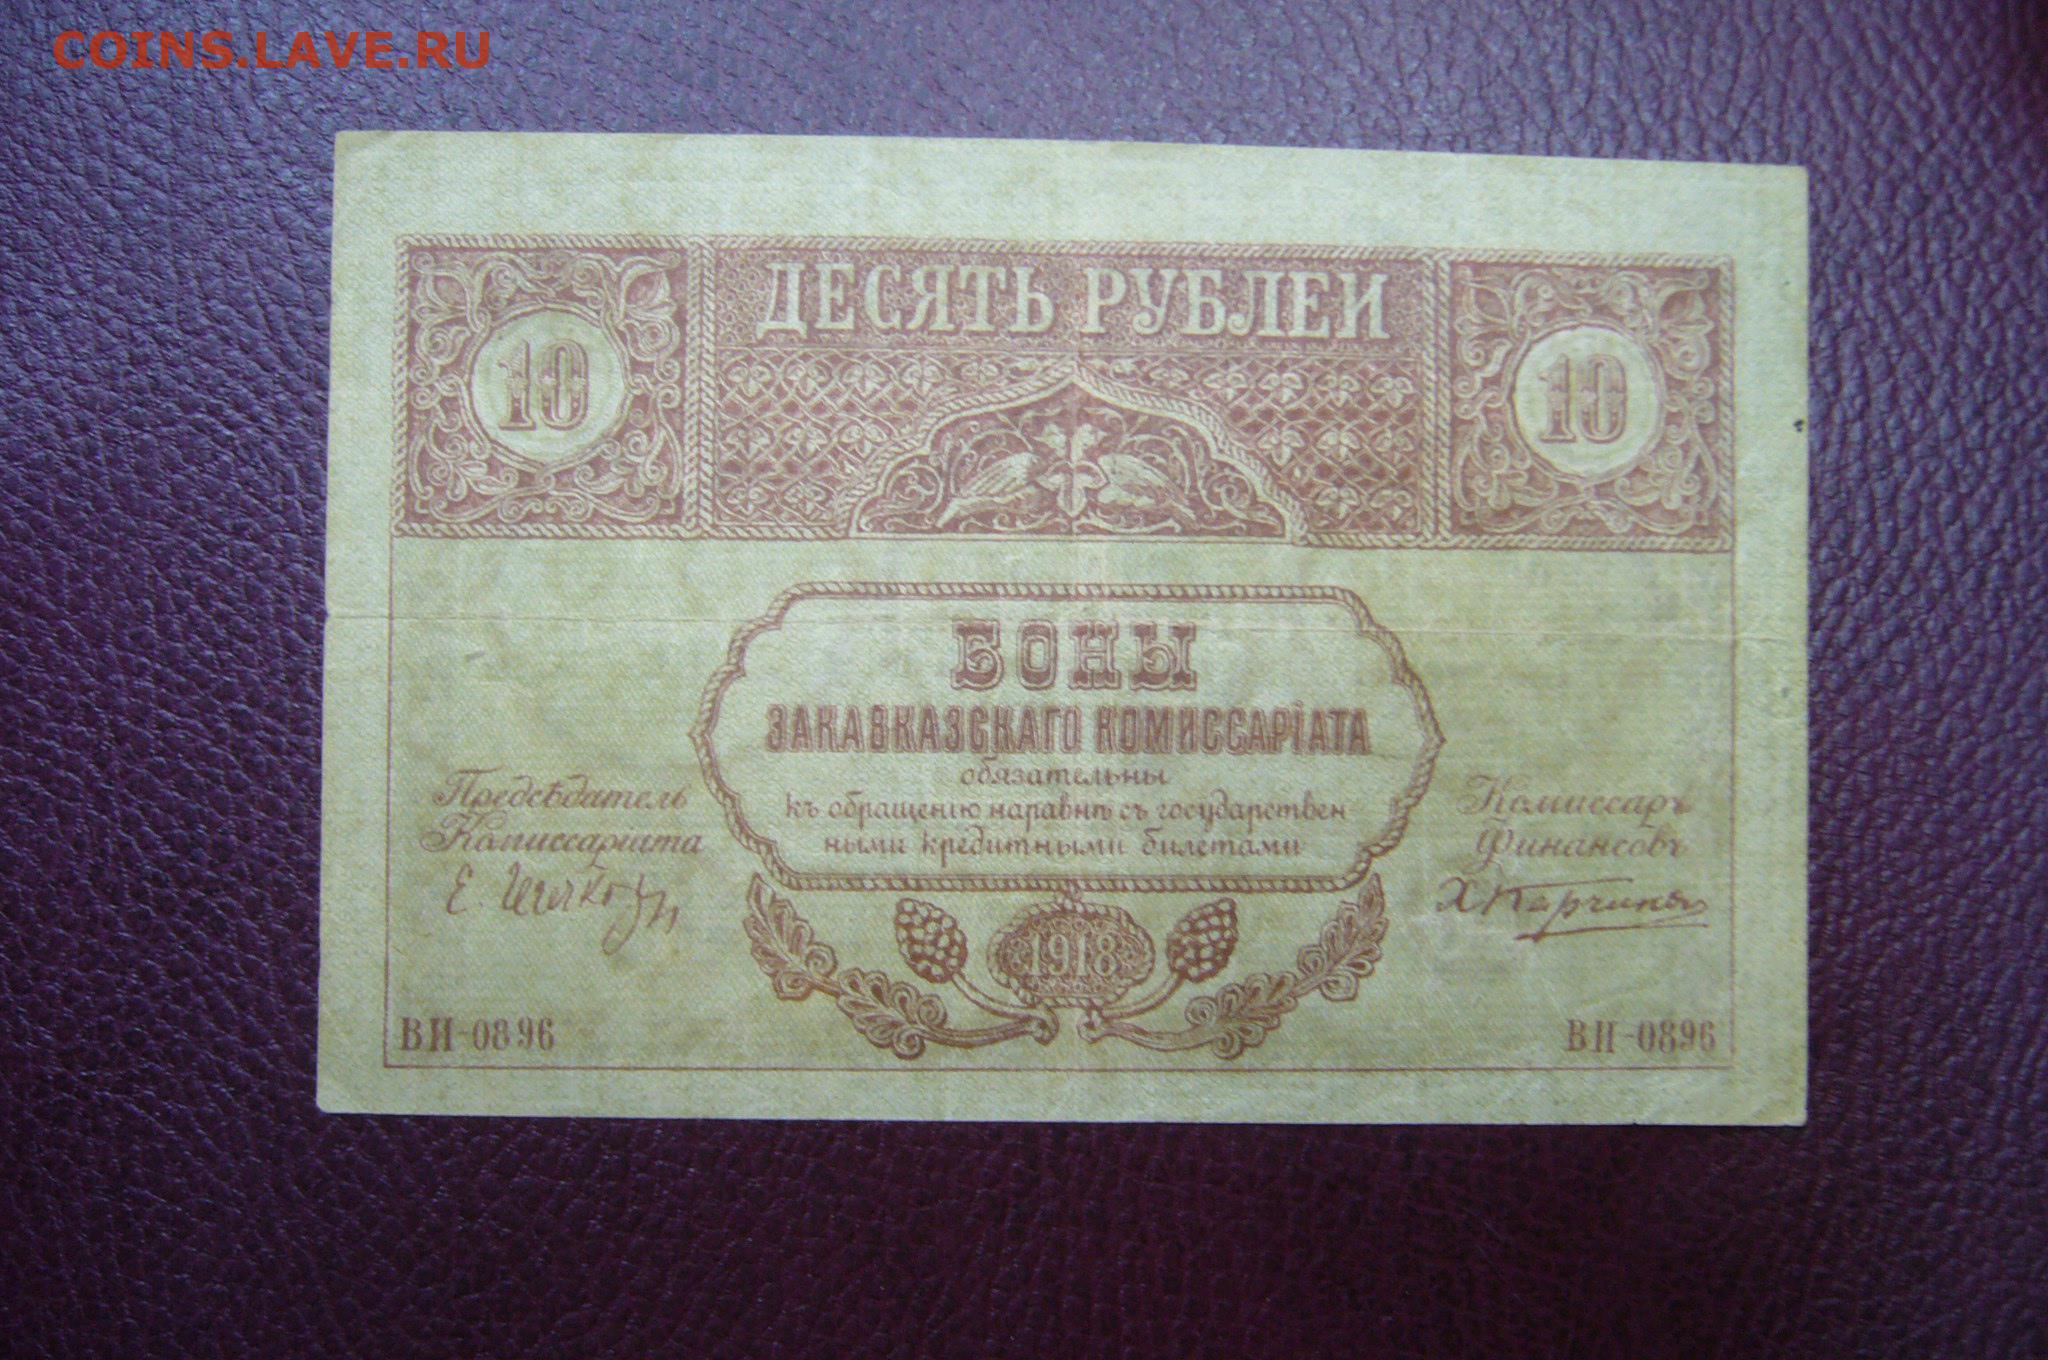 COINS.LAVE.RU
ДЕСЯТЬ РУБЛЕЙ
10
10
БОНЫ
ЗАКАВКАЗСКАГО КОМИССАРІАТА
обязательны
къ обращенію наравнѣ съ государствен
ными кредитными билетами
Предсѣдатель
Комиссаріата
Комиссаръ
Финансовъ
1918
ВИ-0896
ВИ-0896